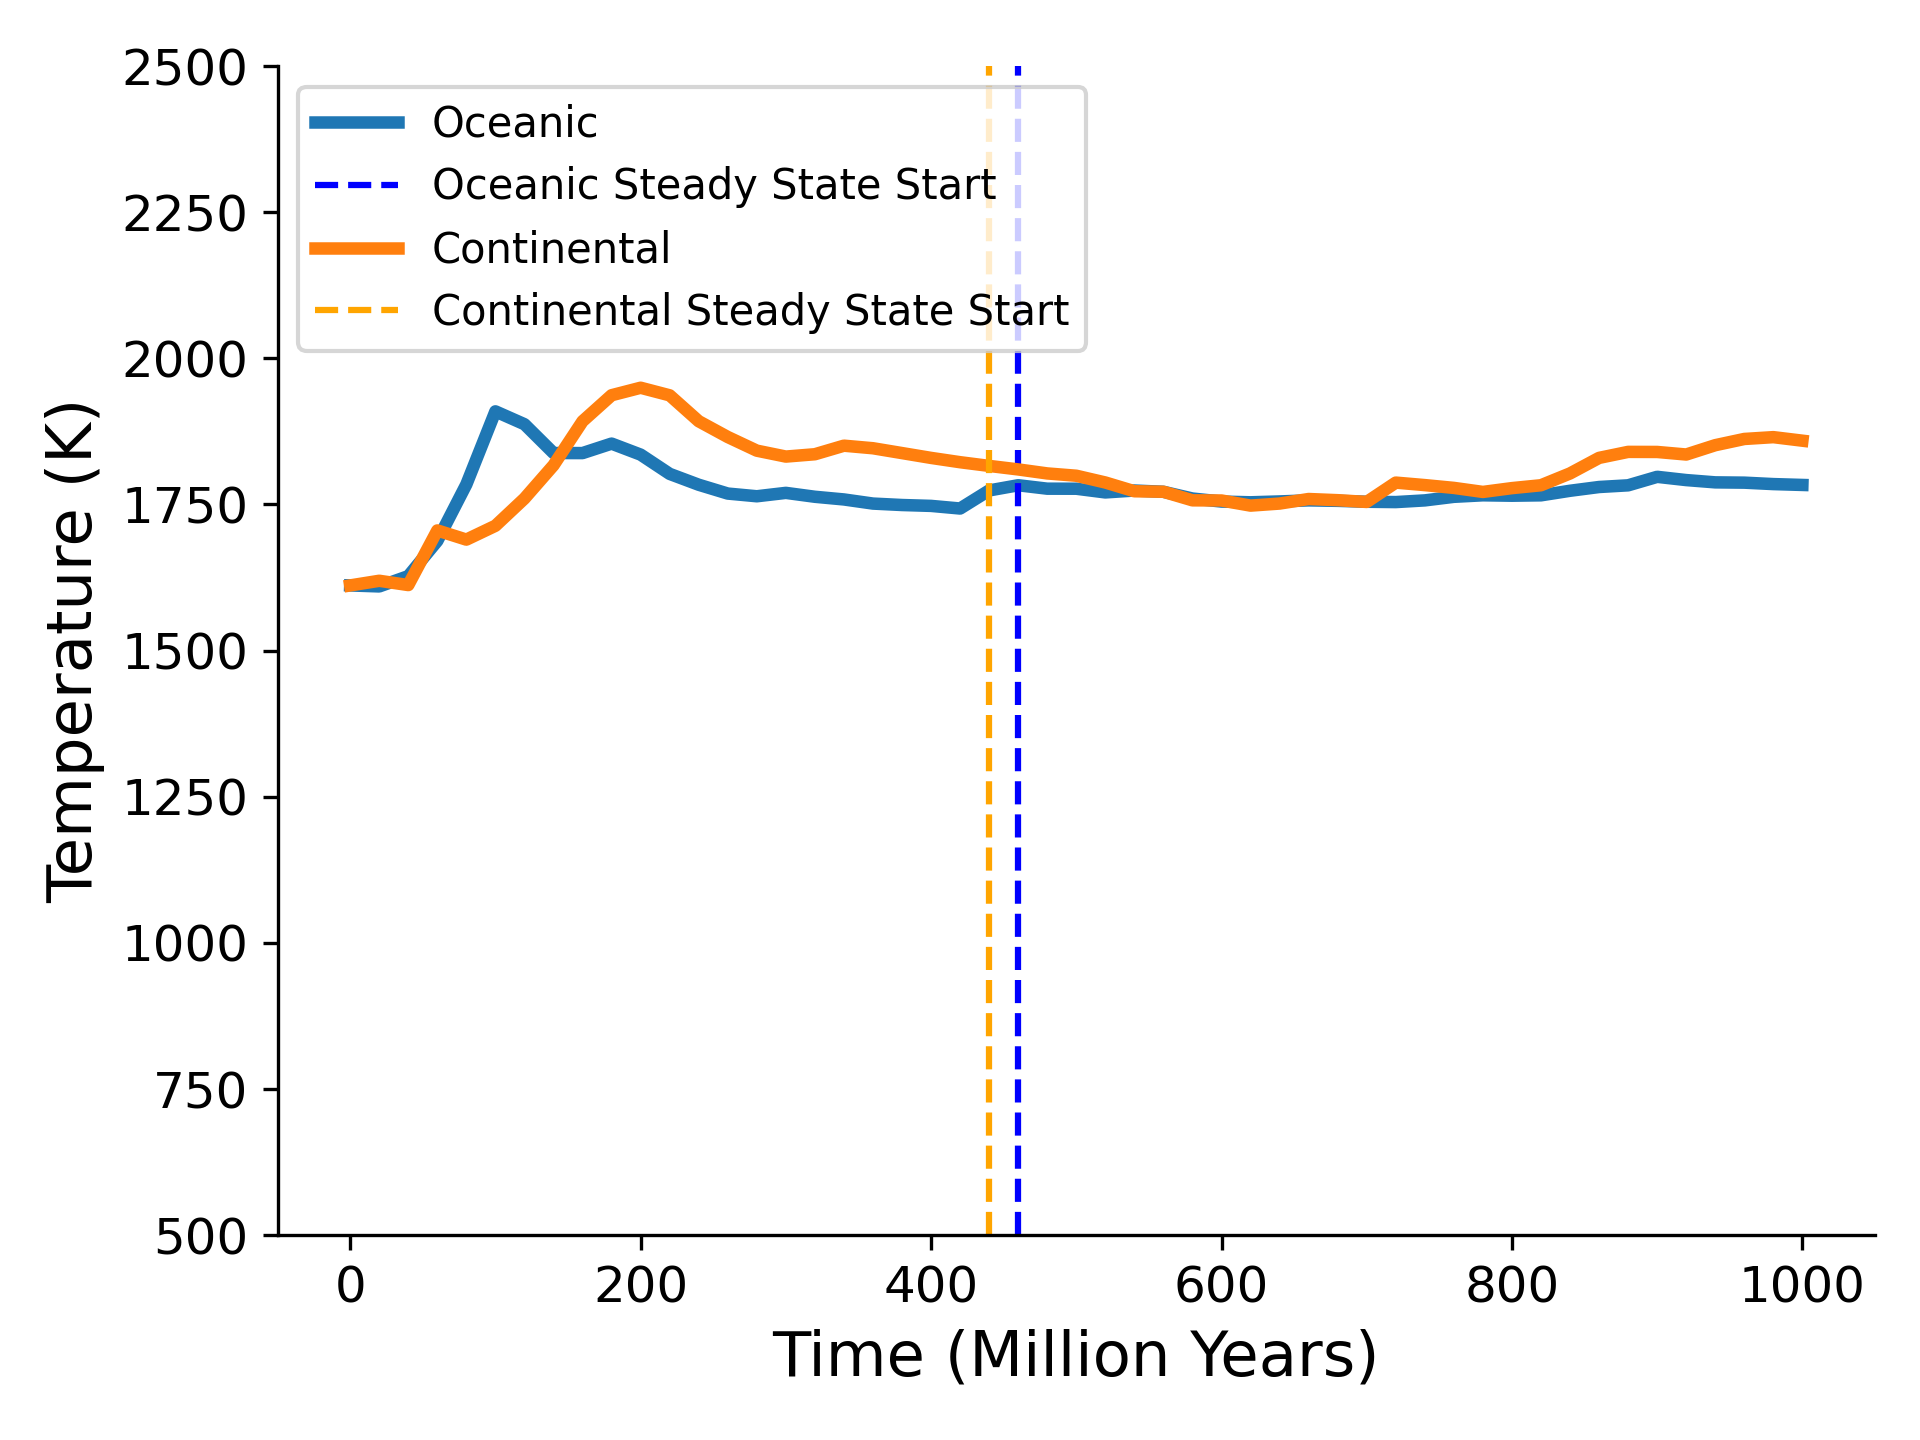 2500
2250
2000
1750
1500
1250
1000
750
500
Temperature (K)
Oceanic
Oceanic Steady State Start
Continental
Continental Steady State Start
0 200 400 600 800 1000
Time (Million Years)